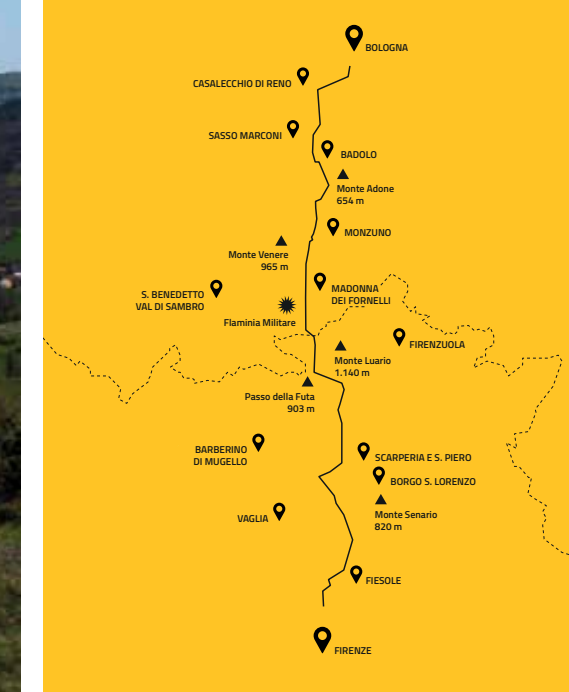 BOLOGNA
CASALECCHIO DI RENO
SASSO MARCONI
BADOLO
Monte Adone
654 m
MONZUNO
Monte Venere
965 m
MADONNA
DEI FORNELLI
S. BENEDETTO
VAL DI SAMBRO
Flaminia Militare
FIRENZUOLA
Monte Luario
1.140 m
Passo della Futa
903 m
BARBERINO
DI MUGELLO
SCARPERIA E S. PIERO
BORGO S. LORENZO
VAGLIA
Monte Senario
820 m
FIESOLE
FIRENZE